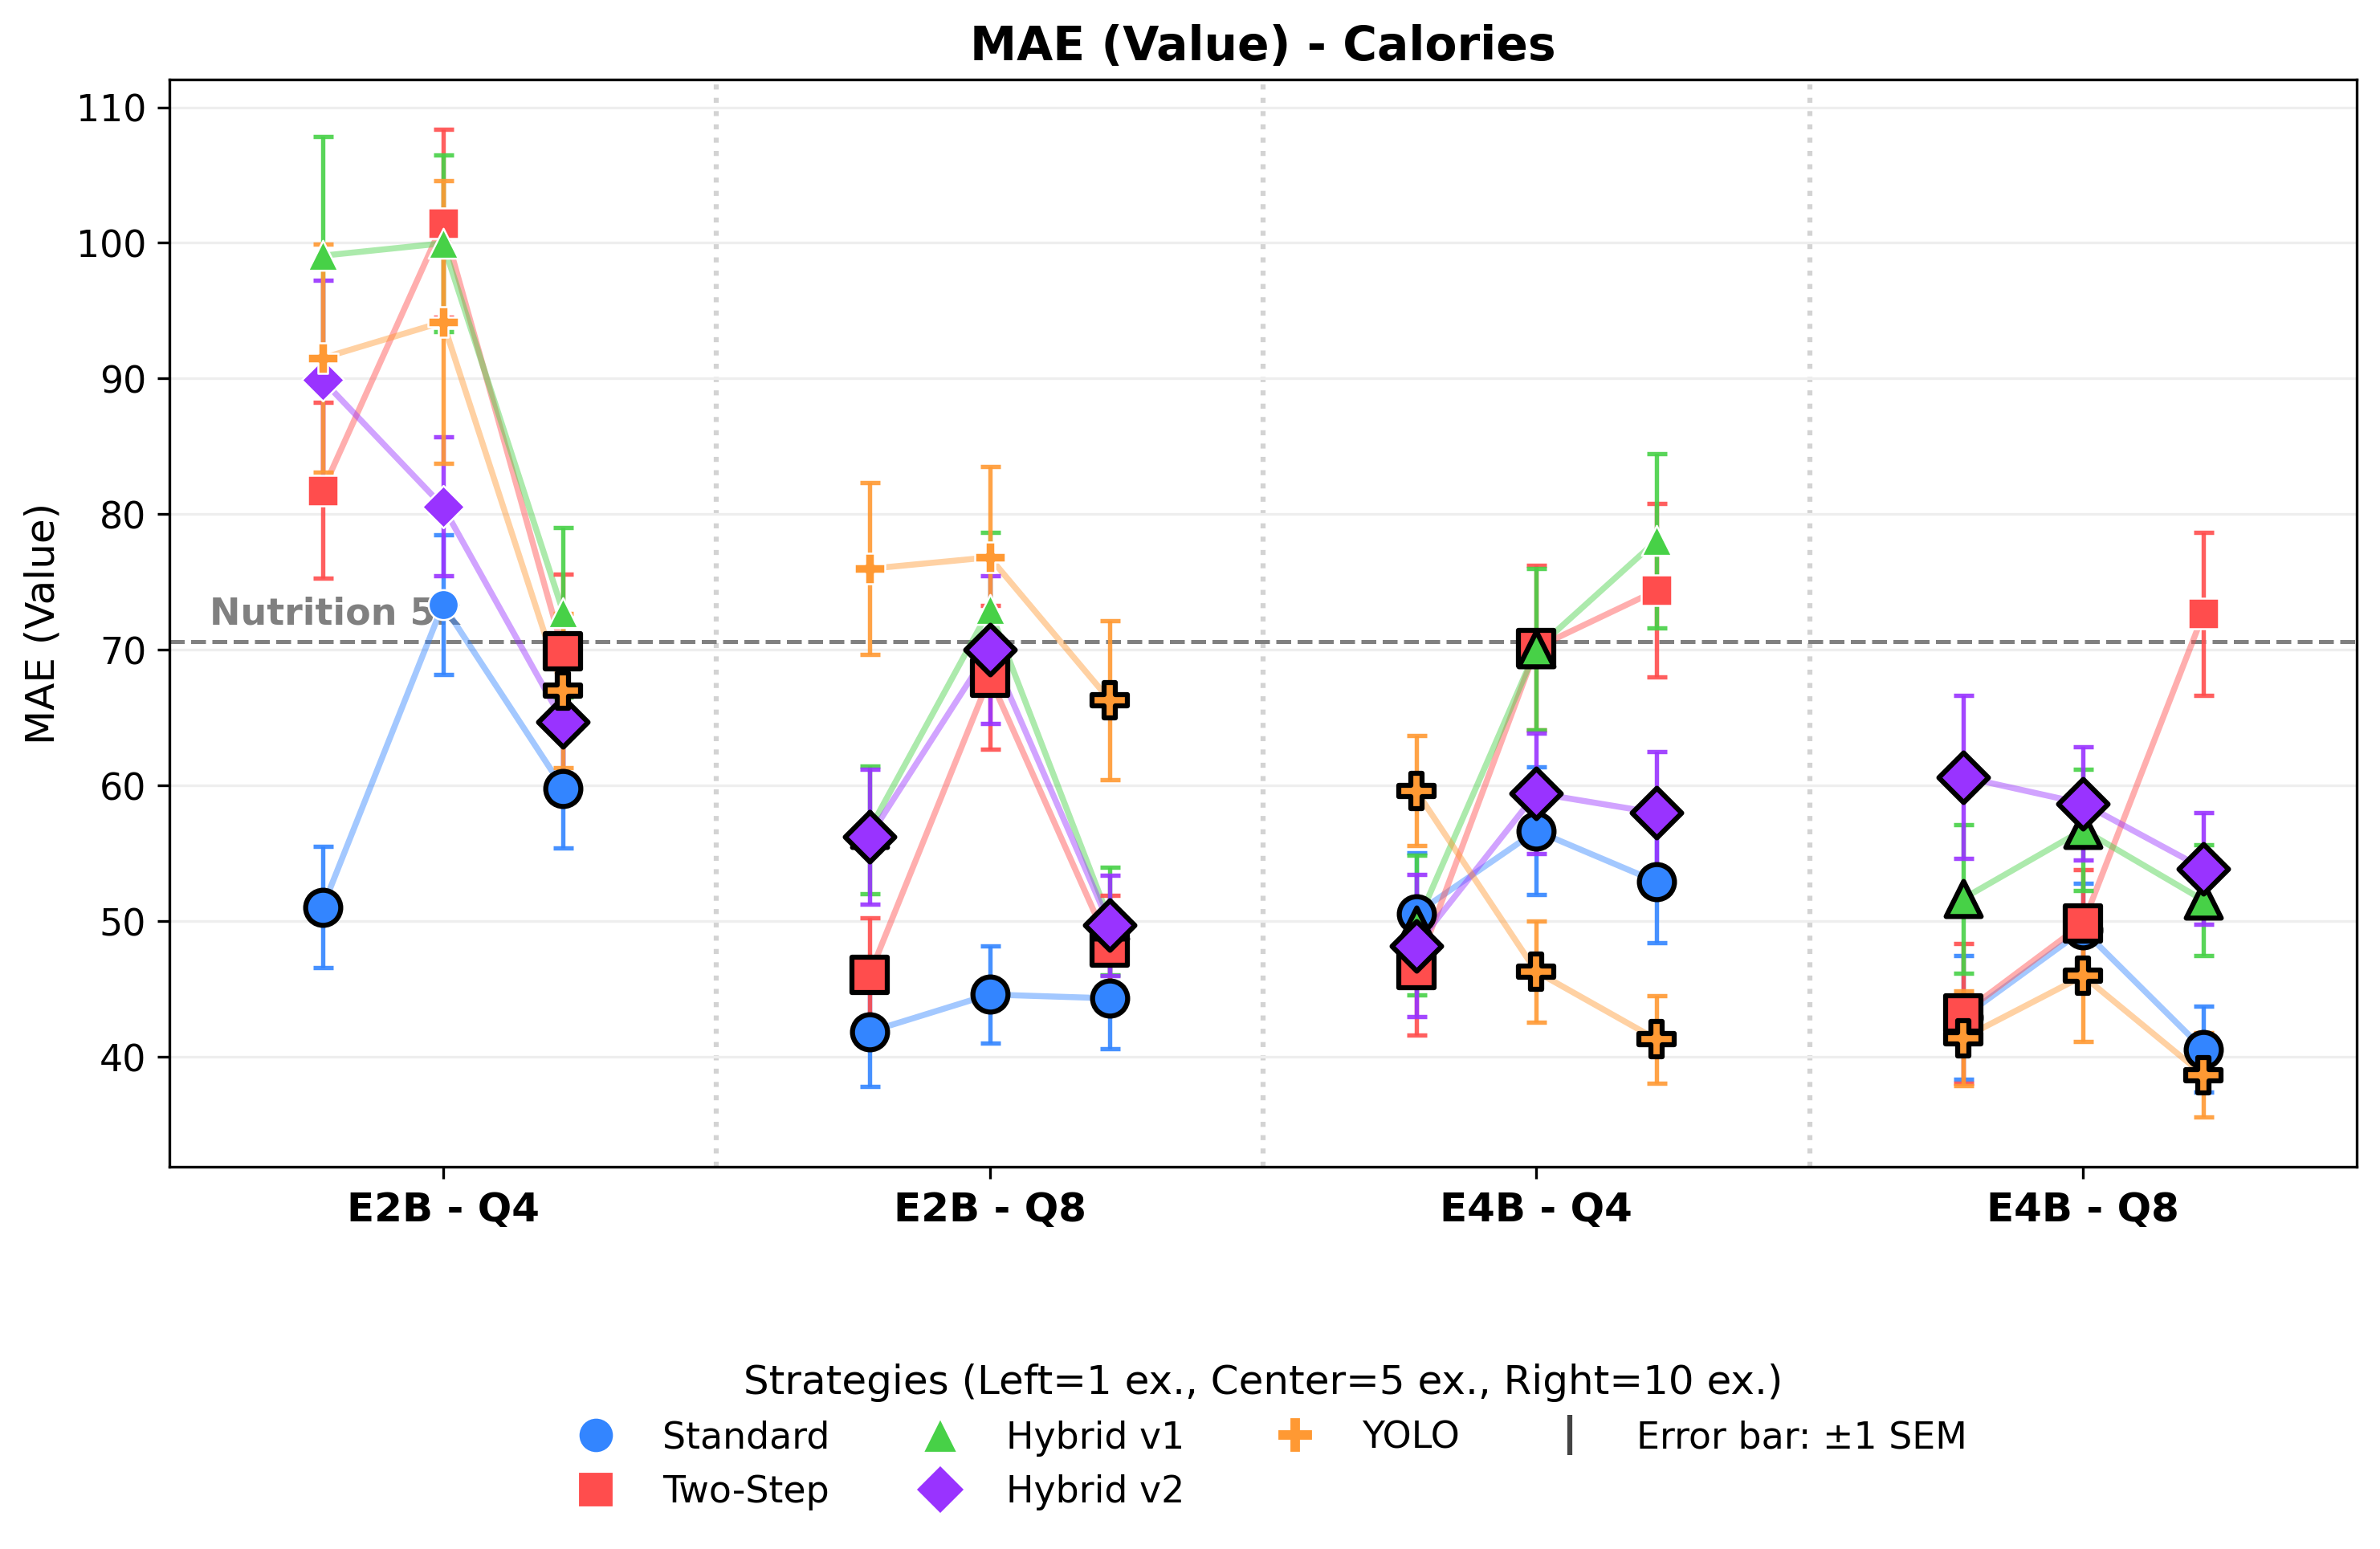 MAE (Value) - Calories
110
100
90
80
70
60
50
40
MAE (Value)
Nutrition
E2B - Q4
E2B - Q8
E4B - Q4
E4B - Q8
Strategies (Left=1 ex., Center=5 ex., Right=10 ex.)
Standard
Hybrid v1
YOLO
Error bar: ±1 SEM
Two-Step
Hybrid v2